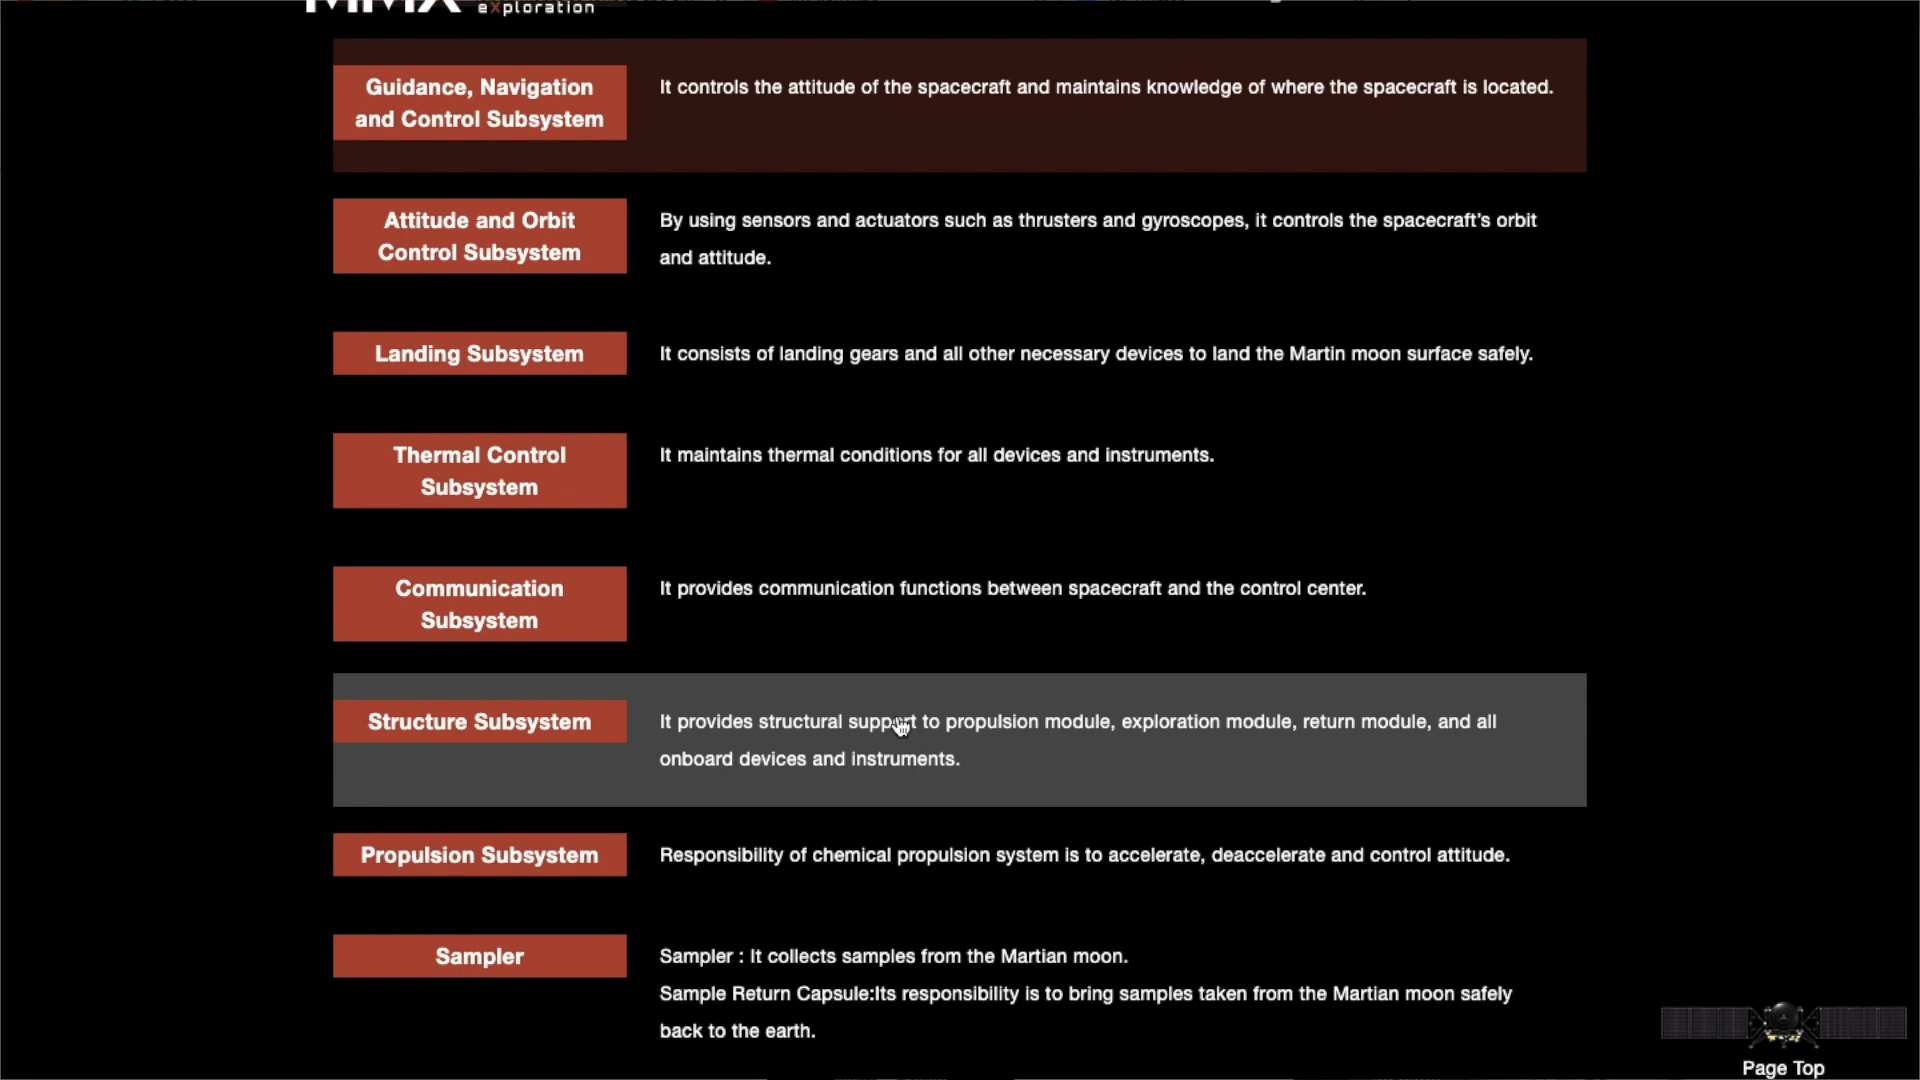 MMX exploration
Guidance, Navigation
and Control Subsystem
It controls the attitude of the spacecraft and maintains knowledge of where the spacecraft is located.
Attitude and Orbit
Control Subsystem
By using sensors and actuators such as thrusters and gyroscopes, it controls the spacecraft's orbit
and attitude.
Landing Subsystem
It consists of landing gears and all other necessary devices to land the Martin moon surface safely.
Thermal Control
Subsystem
It maintains thermal conditions for all devices and instruments.
Communication
Subsystem
It provides communication functions between spacecraft and the control center.
Structure Subsystem
It provides structural support to propulsion module, exploration module, return module, and all
onboard devices and instruments.
Propulsion Subsystem
Responsibility of chemical propulsion system is to accelerate, deaccelerate and control attitude.
Sampler
Sampler : It collects samples from the Martian moon.
Sample Return Capsule:Its responsibility is to bring samples taken from the Martian moon safely
back to the earth.
Page Top